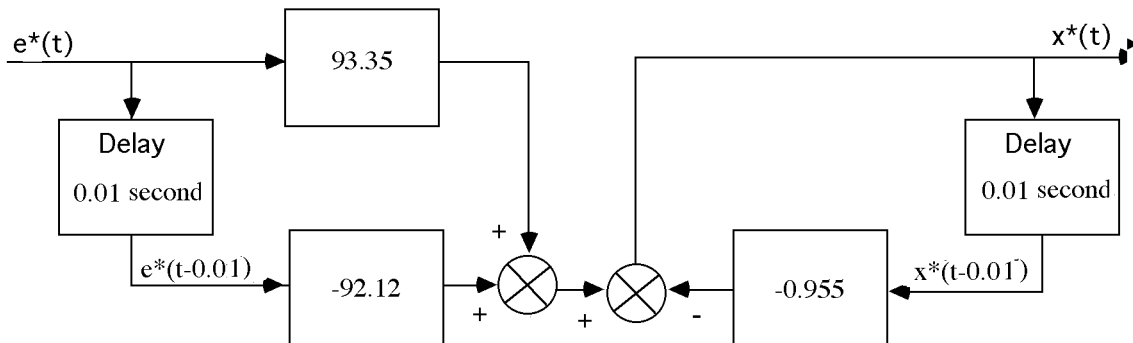 e*(t)
93.35
x*(t)
Delay
0.01 second
Delay
0.01 second
+
e*(t-0.01)
-92.12
+
+
-
-0.955
x*(t-0.01)